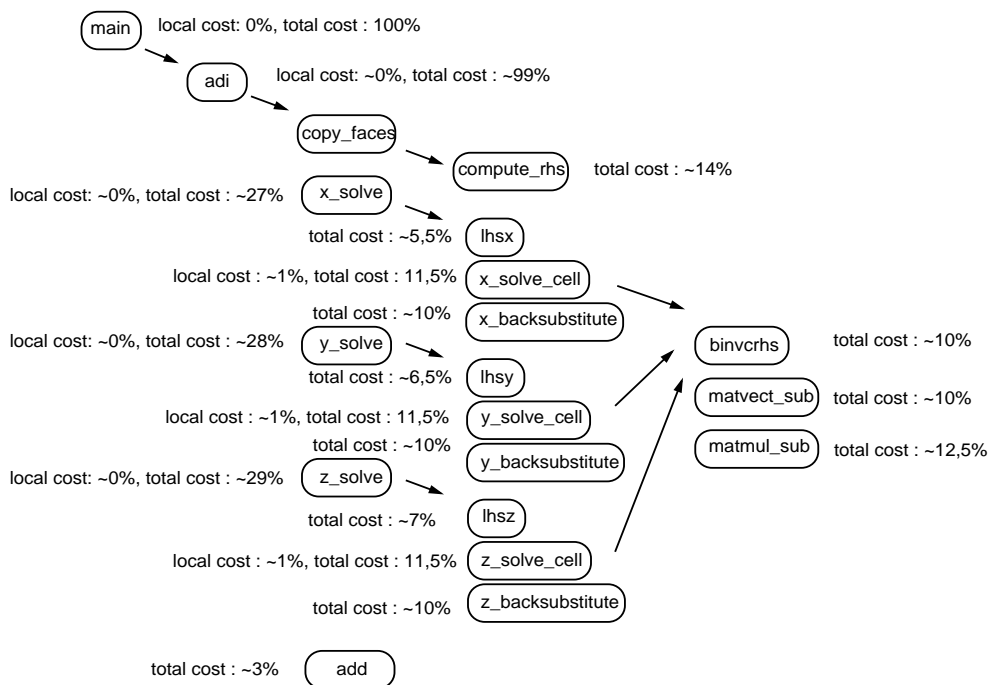 main local cost: 0%, total cost : 100%
adi local cost: ~0%, total cost : ~99%
copy_faces
compute_rhs total cost : ~14%
local cost: ~0%, total cost : ~27% x_solve
total cost : ~5,5% lhsx
local cost : ~1%, total cost : 11,5% x_solve_cell
total cost : ~10% x_backsubstitute
local cost: ~0%, total cost : ~28% y_solve binvcrhs total cost : ~10%
total cost : ~6,5% lhsy
matvect_sub total cost : ~10%
local cost : ~1%, total cost : 11,5% y_solve_cell
total cost : ~10% y_backsubstitute matmul_sub total cost : ~12,5%
local cost: ~0%, total cost : ~29% z_solve
total cost : ~7% lhsz
local cost : ~1%, total cost : 11,5% z_solve_cell
total cost : ~10% z_backsubstitute
total cost : ~3% add